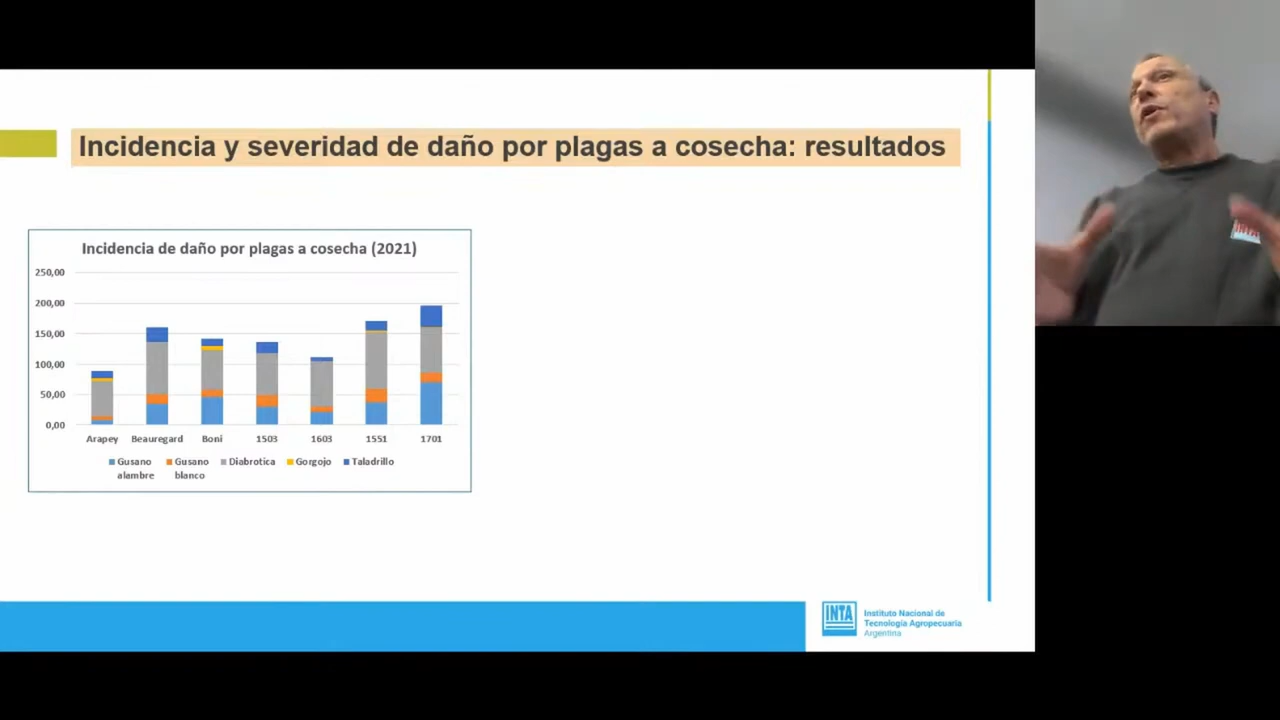 Incidencia y severidad de daño por plagas a cosecha: resultados
Incidencia de daño por plagas a cosecha (2021)
250,00
200,00
150,00
100,00
50,00
0,00
Arapey Beauregard Boni 1503 1603 1551 1701
Gusano alambre
Gusano blanco
Diabrotica
Gorgojo
Taladrillo
INTA
Instituto Nacional de
Tecnología Agropecuaria
Argentina
INTA